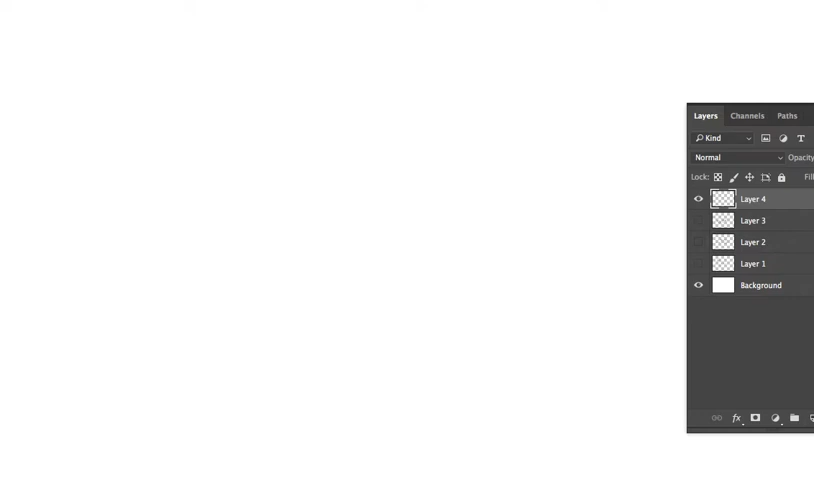 Layers Channels Paths
Kind
Normal Opacity
Lock: Fill
Layer 4
Layer 3
Layer 2
Layer 1
Background
fx